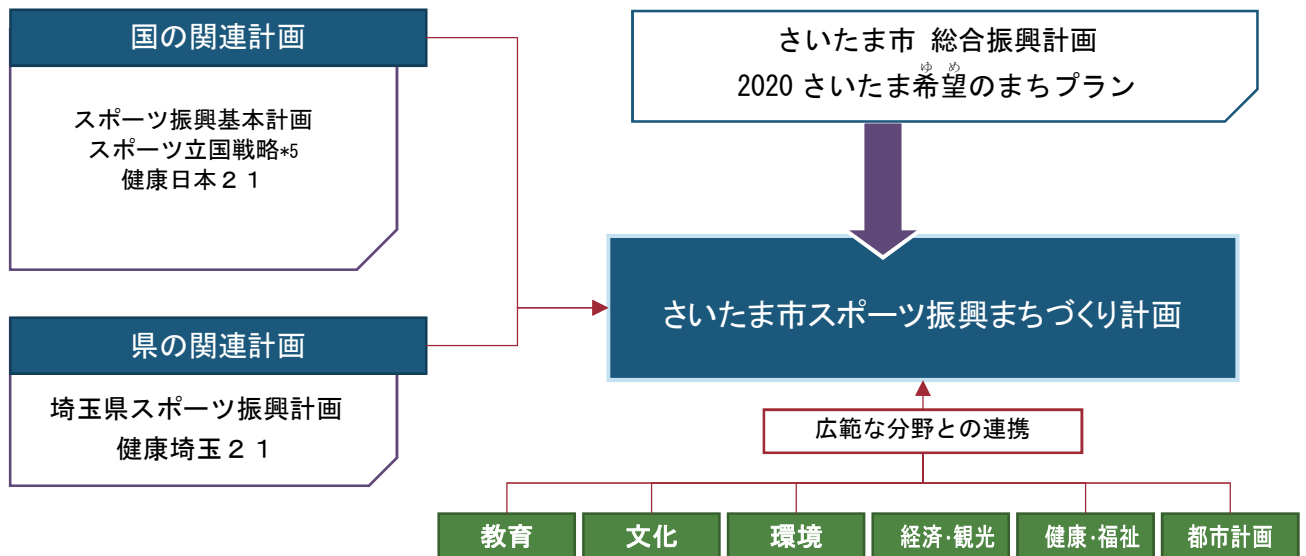 国の関連計画
スポーツ振興基本計画
スポーツ立国戦略*5
健康日本２１
県の関連計画
埼玉県スポーツ振興計画
健康埼玉２１
さいたま市 総合振興計画
ゆ め
2020 さいたま希望のまちプラン
さいたま市スポーツ振興まちづくり計画
広範な分野との連携
教育
文化
環境
経済･観光
健康･福祉
都市計画